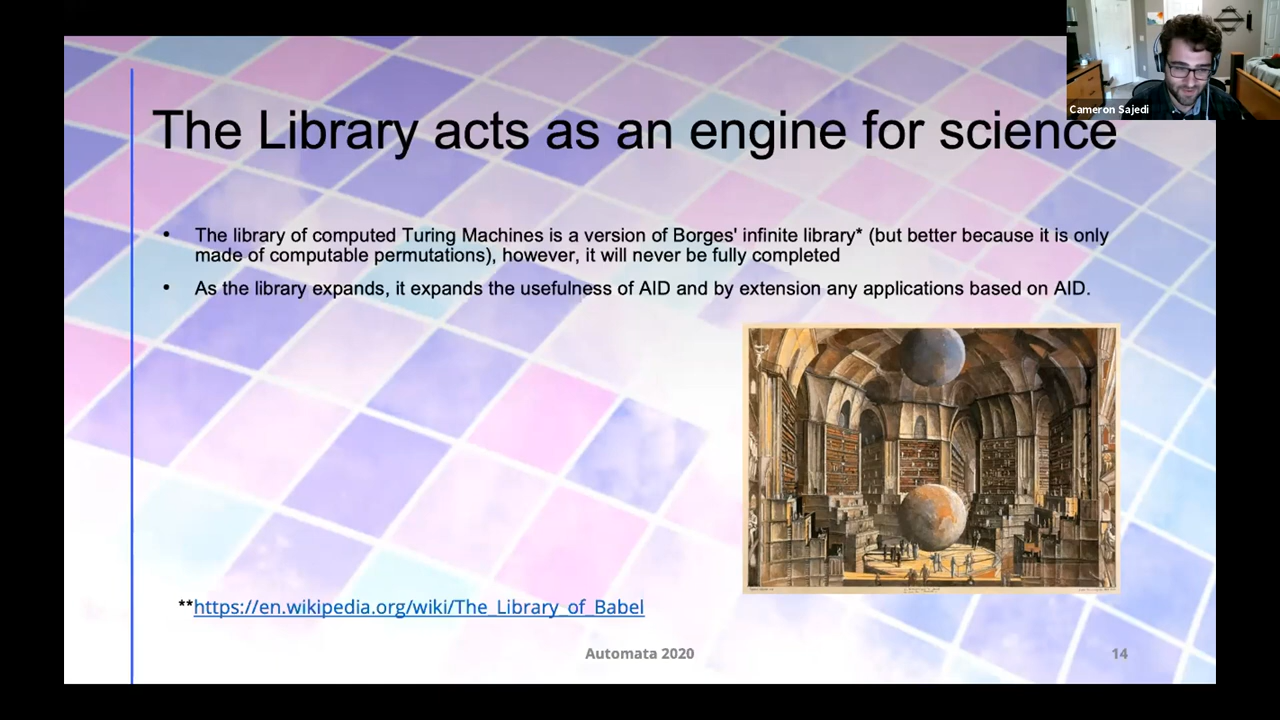 Cameron Sajedi
The Library acts as an engine for science
• The library of computed Turing Machines is a version of Borges' infinite library* (but better because it is only
made of computable permutations), however, it will never be fully completed
• As the library expands, it expands the usefulness of AID and by extension any applications based on AID.
**https://en.wikipedia.org/wiki/The_Library_of_Babel
Automata 2020
14